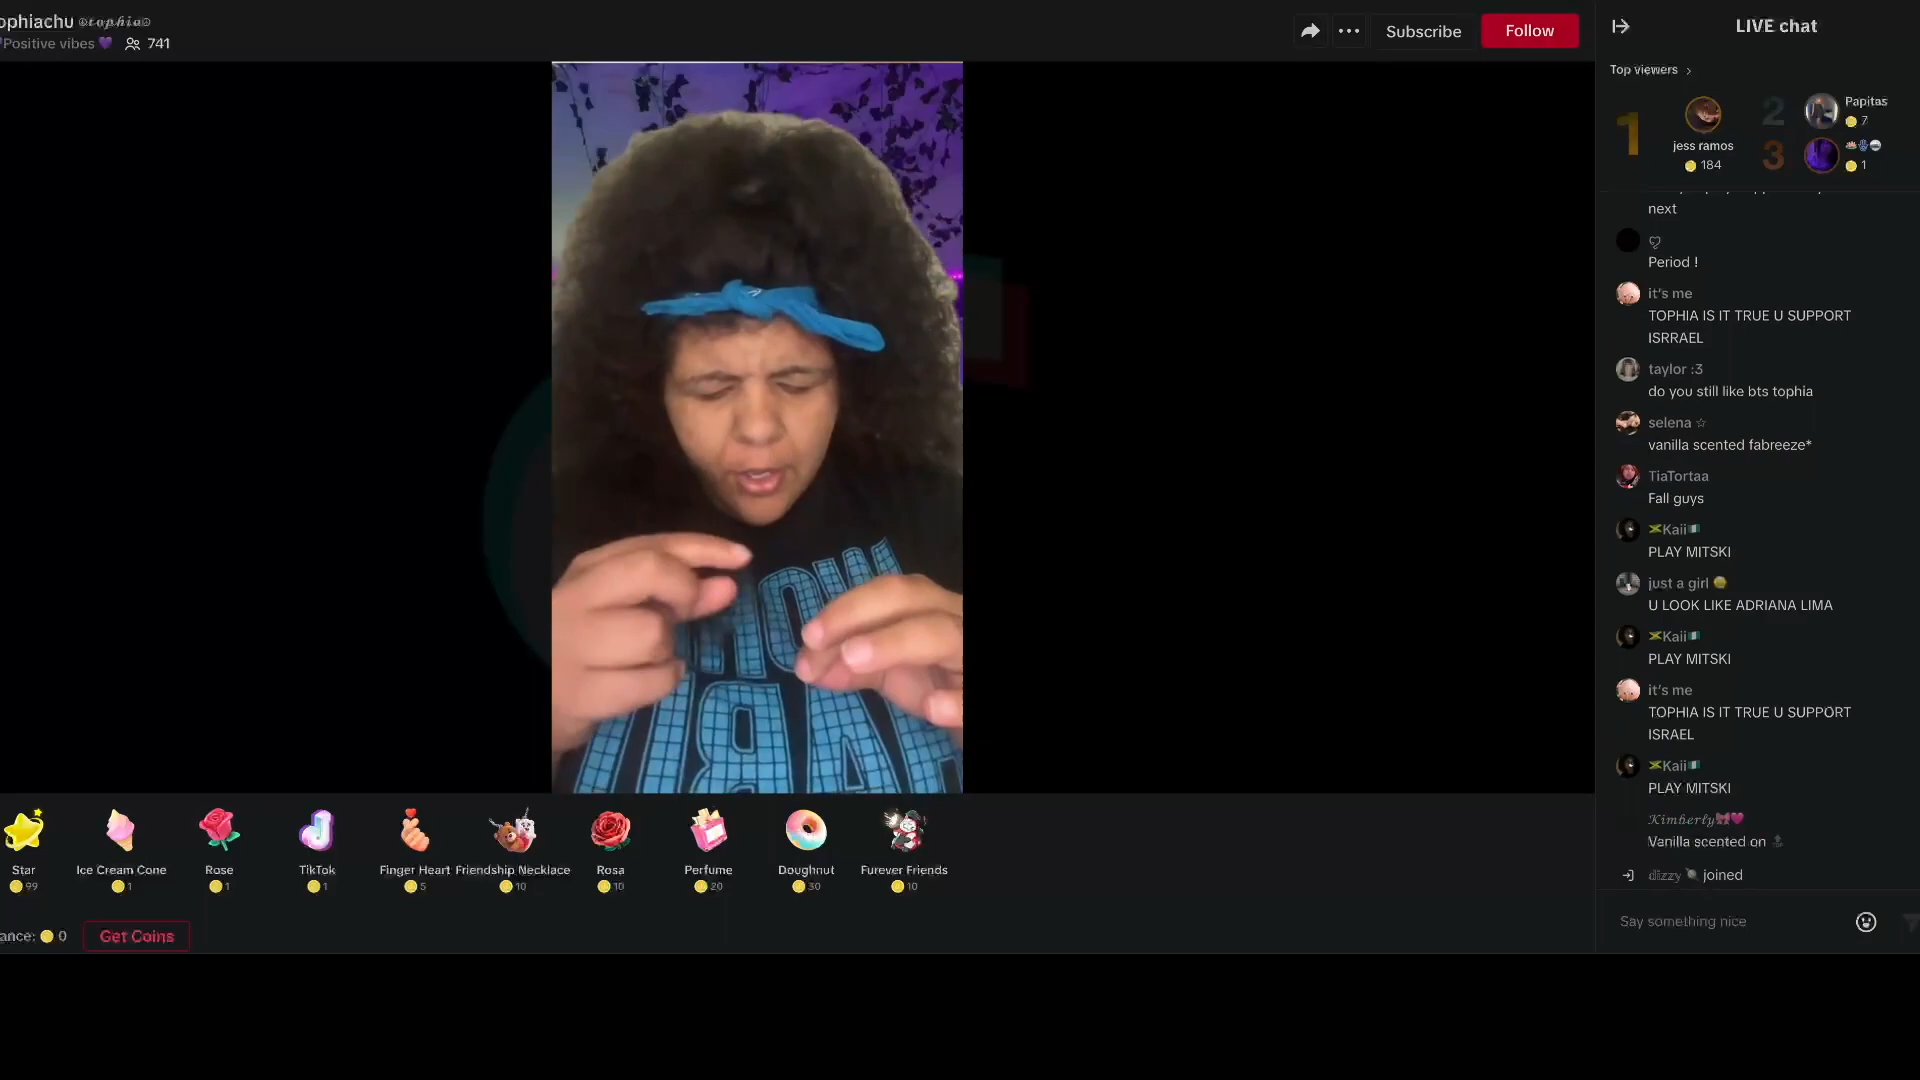 ophiachu @𝓽𝓸𝓹𝓱𝓲𝓪
Positive vibes 💜 741
Subscribe
Follow
LIVE chat
Top viewers >
1
jess ramos
184
2
Papitas
7
3
1
next
Period !
it's me
TOPHIA IS IT TRUE U SUPPORT
ISRRAEL
taylor :3
do you still like bts tophia
selena ☆
vanilla scented fabreeze*
TiaTortaa
Fall guys
Kaii
PLAY MITSKI
just a girl
U LOOK LIKE ADRIANA LIMA
Kaii
PLAY MITSKI
it's me
TOPHIA IS IT TRUE U SUPPORT
ISRAEL
Kaii
PLAY MITSKI
𝓚𝓲𝓶𝓫𝓮𝓻𝓵𝔂
Vanilla scented on
𝕕𝕚𝕫𝕫𝕪 joined
Say something nice
Star
99
Ice Cream Cone
1
Rose
1
TikTok
1
Finger Heart
5
Friendship Necklace
10
Rosa
10
Perfume
20
Doughnut
30
Furever Friends
10
ance: 0
Get Coins